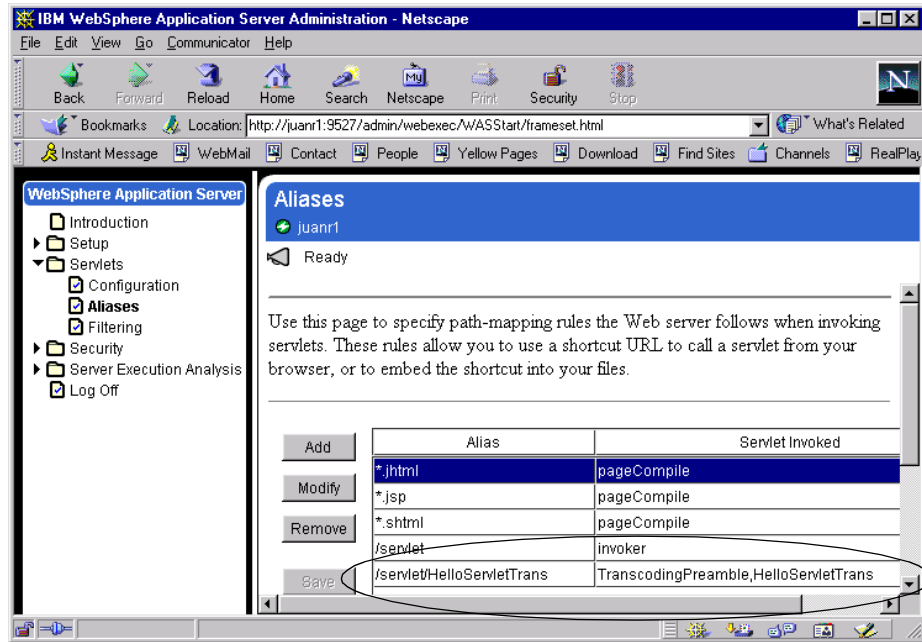 IBM WebSphere Application Server Administration - Netscape
File Edit View Go Communicator Help
Back Forward Reload Home Search Netscape Print Security Stop
My
N
Bookmarks Location: http://juanr1:9527/admin/webexec/WASStart/frameset.html What's Related
Instant Message WebMail Contact People Yellow Pages Download Find Sites Channels RealPlay
WebSphere Application Server
Introduction
Setup
Servlets
Configuration
Aliases
Filtering
Security
Server Execution Analysis
Log Off
Aliases
juanr1
Ready
Use this page to specify path-mapping rules the Web server follows when invoking
servlets. These rules allow you to use a shortcut URL to call a servlet from your
browser, or to embed the shortcut into your files.
Add
Modify
Remove
Save
Alias Servlet Invoked
*.jhtml pageCompile
*.jsp pageCompile
*.shtml pageCompile
/servlet invoker
/servlet/HelloServletTrans TranscodingPreamble,HelloServletTrans